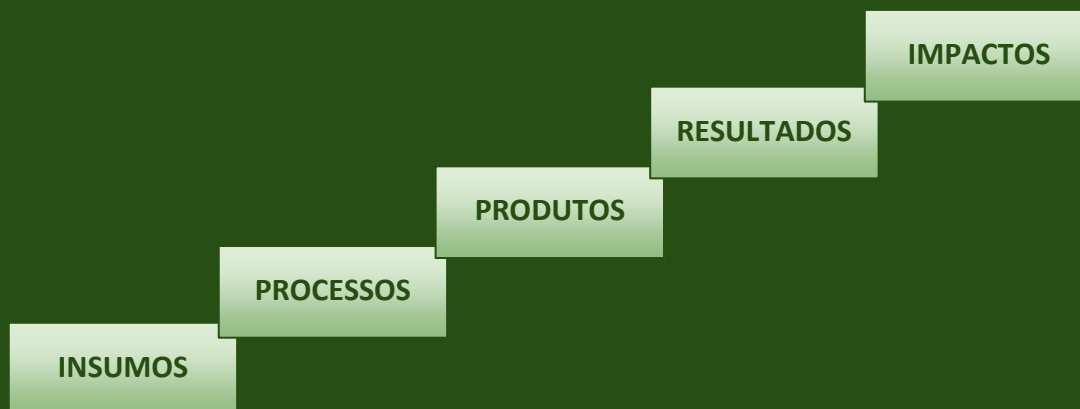 IMPACTOS
RESULTADOS
PRODUTOS
PROCESSOS
INSUMOS